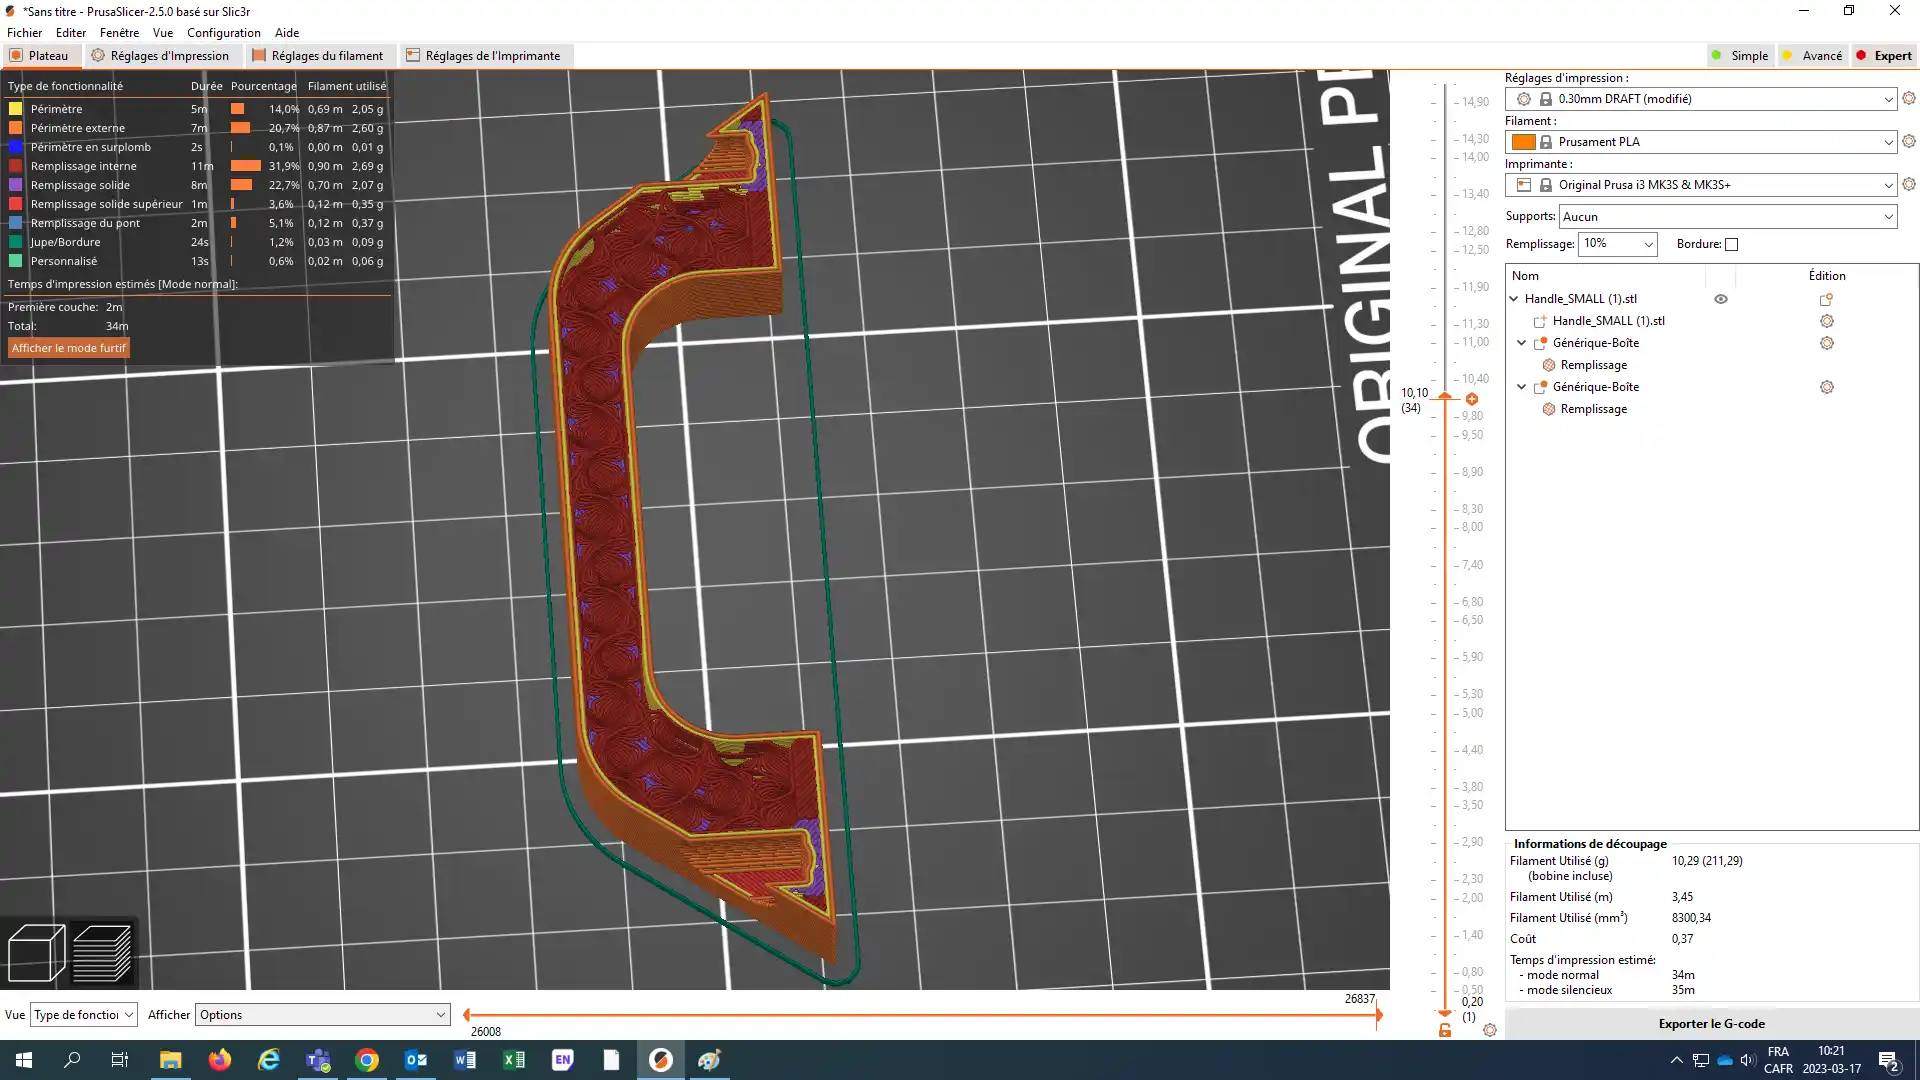 *Sans titre - PrusaSlicer-2.5.0 basé sur Slic3r
Fichier Editer Fenêtre Vue Configuration Aide
Plateau Réglages d'Impression Réglages du filament Réglages de l'Imprimante Simple Avancé Expert
Type de fonctionnalité Durée Pourcentage Filament utilisé
Périmètre 5m 14,0% 0,69 m 2,05 g
Périmètre externe 7m 20,7% 0,87 m 2,60 g
Périmètre en surplomb 2s 0,1% 0,00 m 0,01 g
Remplissage interne 11m 31,9% 0,90 m 2,69 g
Remplissage solide 8m 22,7% 0,70 m 2,07 g
Remplissage solide supérieur 1m 3,6% 0,12 m 0,35 g
Remplissage du pont 2m 5,1% 0,12 m 0,37 g
Jupe/Bordure 24s 1,2% 0,03 m 0,09 g
Personnalisé 13s 0,6% 0,02 m 0,06 g
Temps d'impression estimés [Mode normal]:
Première couche: 2m
Total: 34m
Afficher le mode furtif
ORIGINAL
14,90
14,30
14,00
13,40
12,80
12,50
11,90
11,30
11,00
10,40
10,10
(34)
9,80
9,50
8,90
8,30
8,00
7,40
6,80
6,50
5,90
5,30
5,00
4,40
3,80
3,50
2,90
2,30
2,00
1,40
0,80
0,50
0,20
(1)
Réglages d'impression :
0.30mm DRAFT (modifié)
Filament :
Prusament PLA
Imprimante :
Original Prusa i3 MK3S & MK3S+
Supports: Aucun
Remplissage: 10% Bordure:
Nom Édition
Handle_SMALL (1).stl
Handle_SMALL (1).stl
Générique-Boîte
Remplissage
Générique-Boîte
Remplissage
Informations de découpage
Filament Utilisé (g) 10,29 (211,29)
(bobine incluse)
Filament Utilisé (m) 3,45
Filament Utilisé (mm³) 8300,34
Coût 0,37
Temps d'impression estimé:
- mode normal 34m
- mode silencieux 35m
Exporter le G-code
Vue Type de fonction Afficher Options
26837
26008
EN
FRA
CAFR
10:21
2023-03-17
2